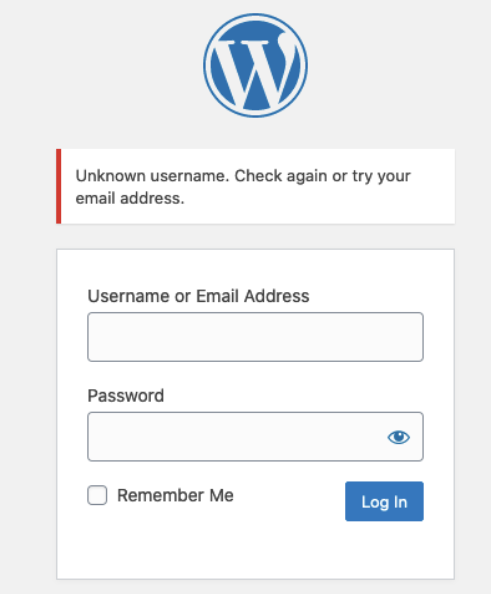 Unknown username. Check again or try your
email address.
Username or Email Address
Password
Remember Me
Log In